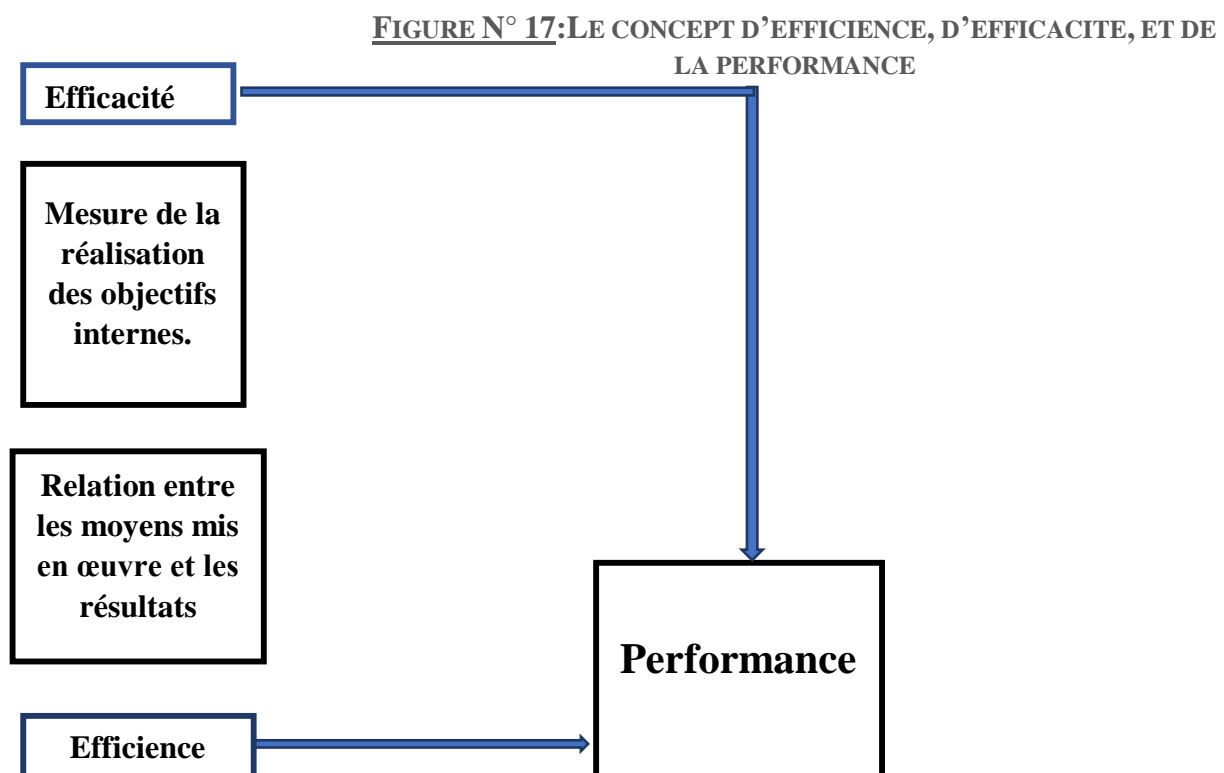 FIGURE N° 17:LE CONCEPT D'EFFICIENCE, D'EFFICACITE, ET DE
LA PERFORMANCE
Efficacité
Mesure de la
réalisation
des objectifs
internes.
Relation entre
les moyens mis
en œuvre et les
résultats
Performance
Efficience